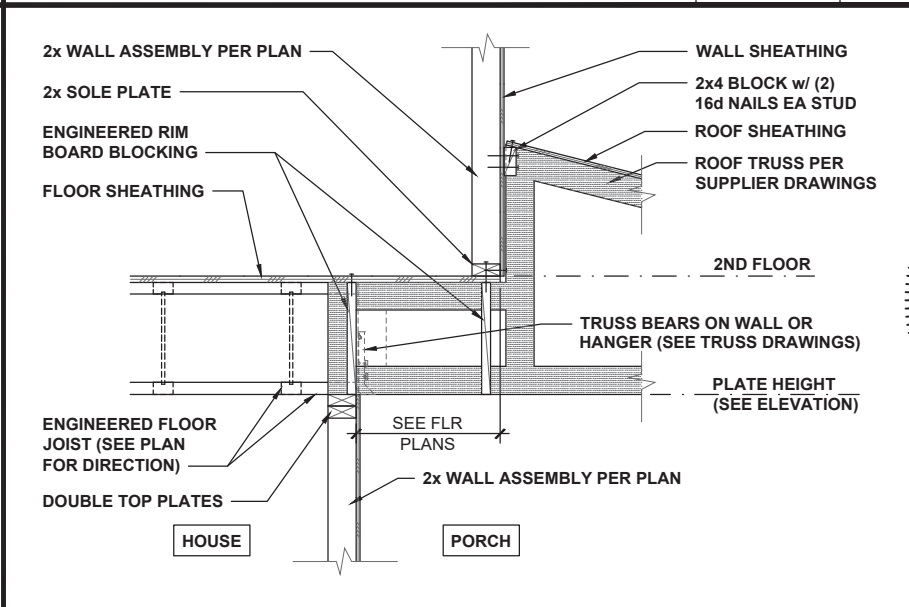 2x WALL ASSEMBLY PER PLAN
2x SOLE PLATE
ENGINEERED RIM
BOARD BLOCKING
FLOOR SHEATHING
WALL SHEATHING
2x4 BLOCK w/ (2)
16d NAILS EA STUD
ROOF SHEATHING
ROOF TRUSS PER
SUPPLIER DRAWINGS
2ND FLOOR
TRUSS BEARS ON WALL OR
HANGER (SEE TRUSS DRAWINGS)
PLATE HEIGHT
(SEE ELEVATION)
ENGINEERED FLOOR
JOIST (SEE PLAN
FOR DIRECTION)
DOUBLE TOP PLATES
SEE FLR
PLANS
2x WALL ASSEMBLY PER PLAN
HOUSE
PORCH